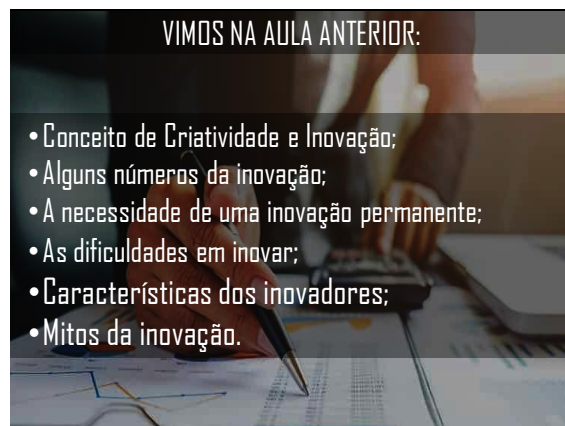 VIMOS NA AULA ANTERIOR:
•Conceito de Criatividade e Inovação;
•Alguns números da inovação;
•A necessidade de uma inovação permanente;
•As dificuldades em inovar;
•Características dos inovadores;
•Mitos da inovação.